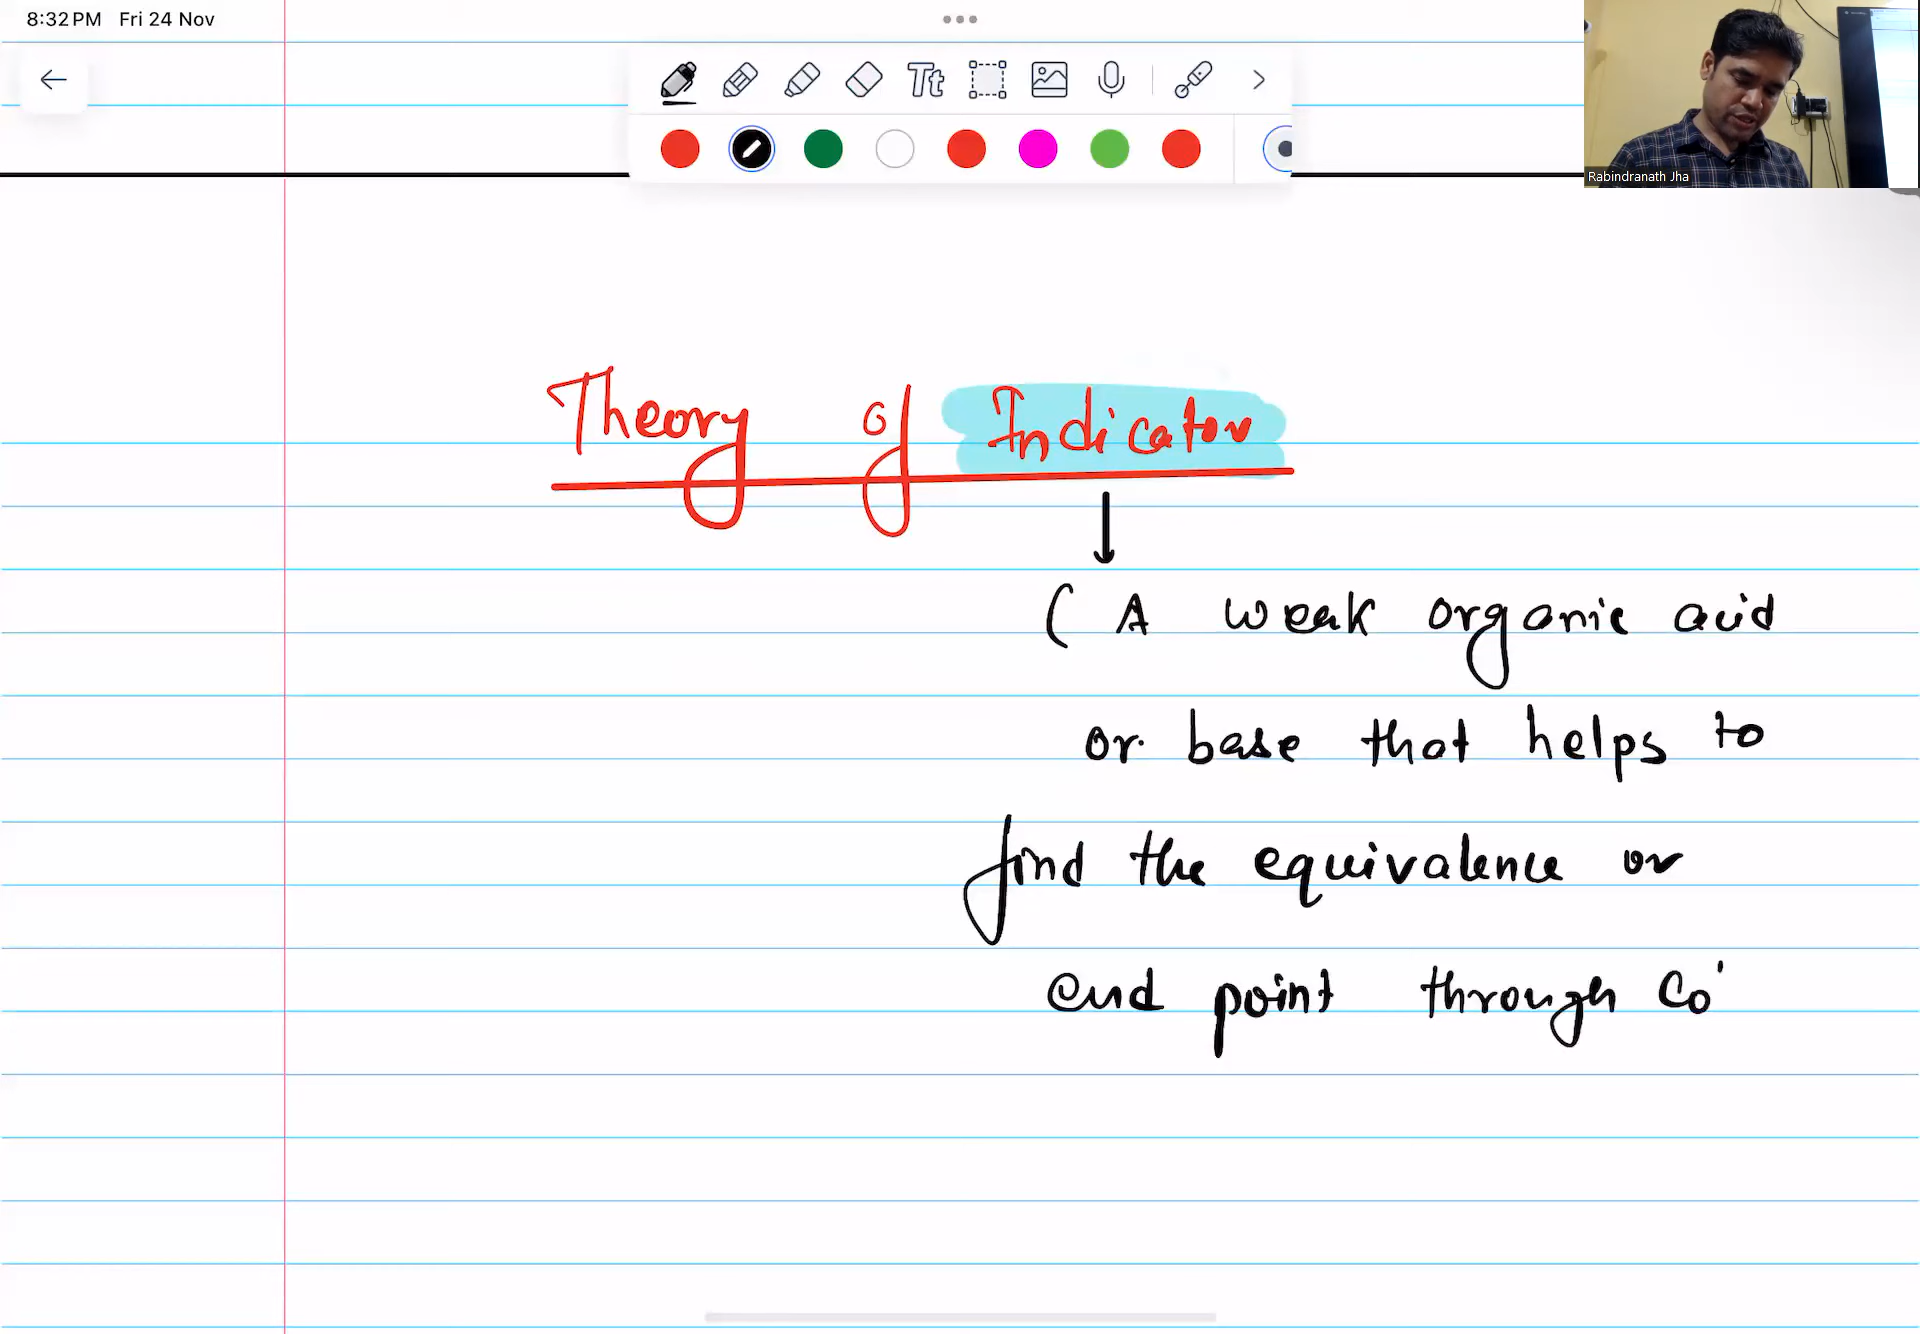 8:32 PM Fri 24 Nov
Tt
Rabindranath Jha
Theory of Indicator
( A weak organic acid
or base that helps to
find the equivalence or
end point through Co